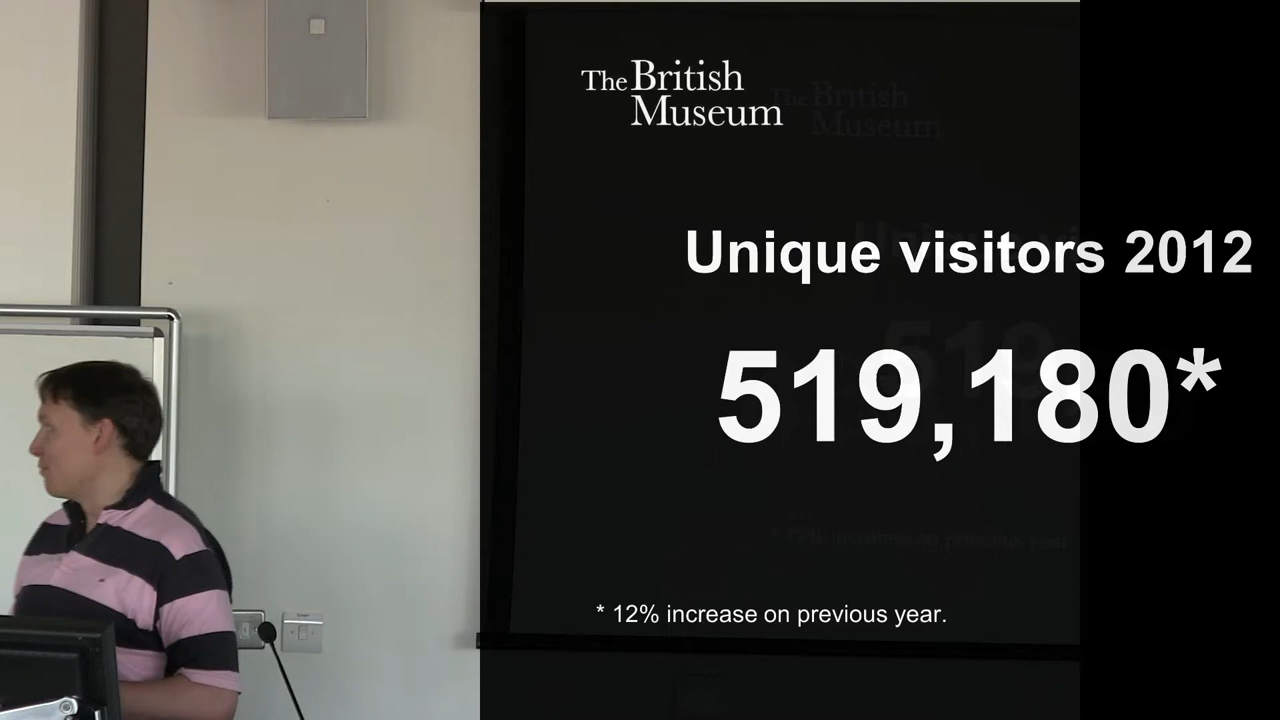 The British
Museum
Unique visitors 2012
519,180*
* 12% increase on previous year.